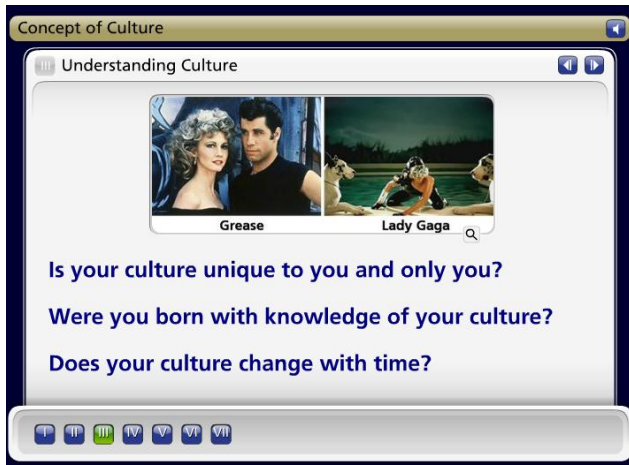 Concept of Culture
III Understanding Culture
Grease Lady Gaga
Is your culture unique to you and only you?
Were you born with knowledge of your culture?
Does your culture change with time?
I II III IV V VI VII